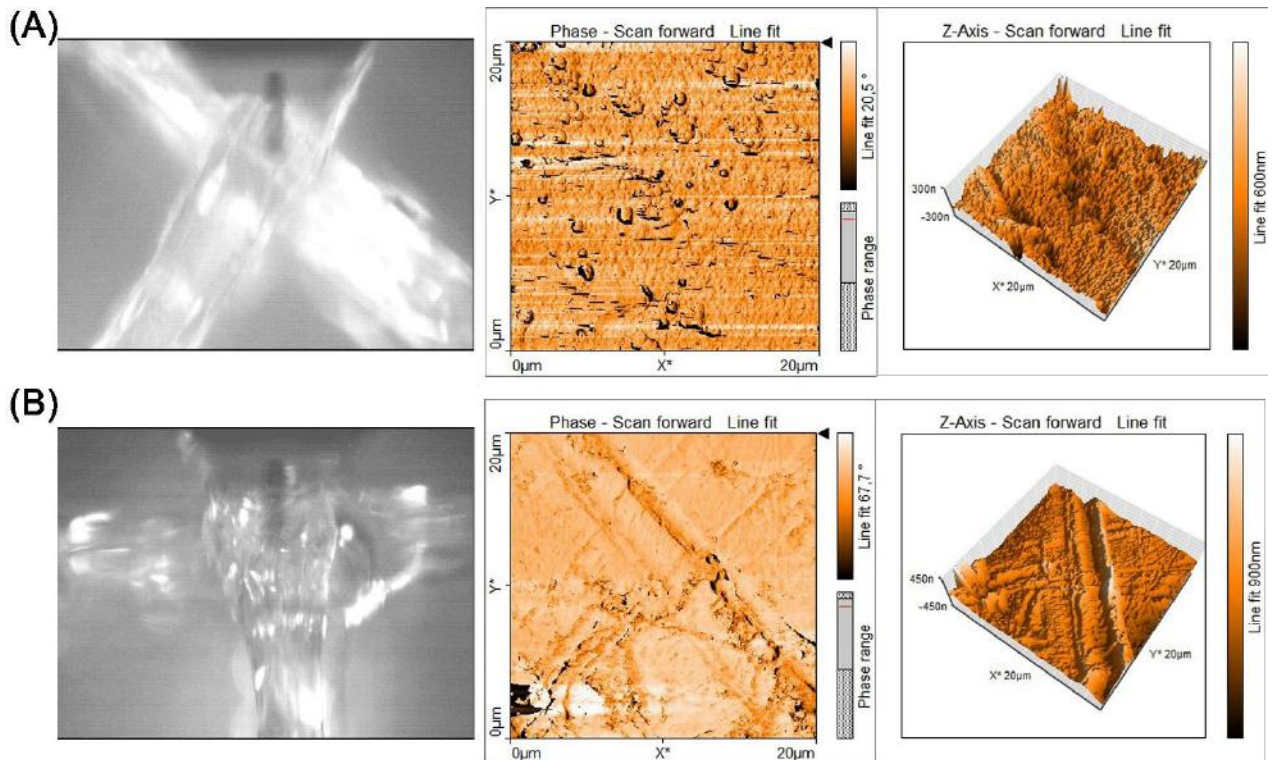 (A)
Phase - Scan forward Line fit
20µm
Y*
0µm
0µm
X*
20µm
Line fit 20,5 °
Phase range
Z-Axis - Scan forward Line fit
300n
-300n
X* 20µm
Y* 20µm
Line fit 600nm
(B)
Phase - Scan forward Line fit
20µm
Y*
0µm
0µm
X*
20µm
Line fit 67,7 °
Phase range
Z-Axis - Scan forward Line fit
450n
-450n
X* 20µm
Y* 20µm
Line fit 900nm